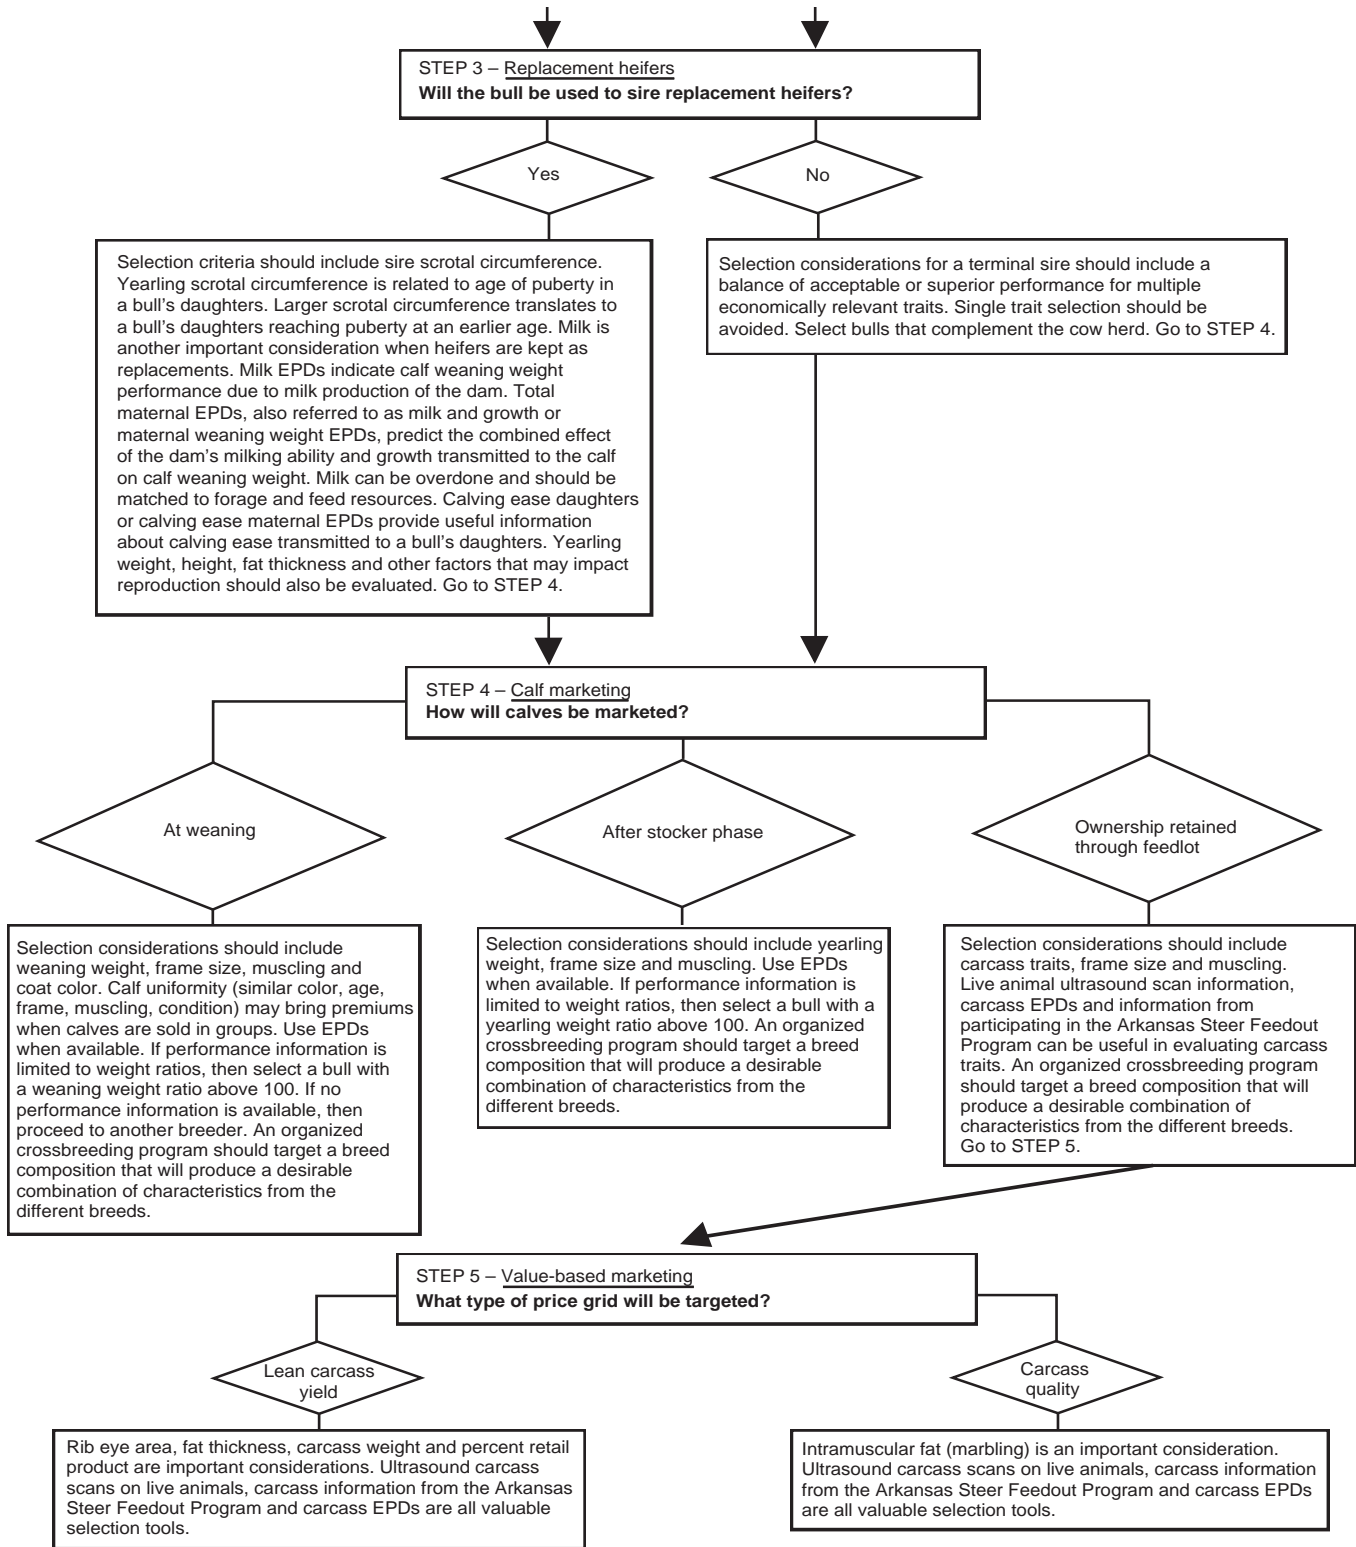 STEP 3 – Replacement heifers
Will the bull be used to sire replacement heifers?
Yes
No
Selection criteria should include sire scrotal circumference.
Yearling scrotal circumference is related to age of puberty in
a bull's daughters. Larger scrotal circumference translates to
a bull's daughters reaching puberty at an earlier age. Milk is
another important consideration when heifers are kept as
replacements. Milk EPDs indicate calf weaning weight
performance due to milk production of the dam. Total
maternal EPDs, also referred to as milk and growth or
maternal weaning weight EPDs, predict the combined effect
of the dam's milking ability and growth transmitted to the calf
on calf weaning weight. Milk can be overdone and should be
matched to forage and feed resources. Calving ease daughters
or calving ease maternal EPDs provide useful information
about calving ease transmitted to a bull's daughters. Yearling
weight, height, fat thickness and other factors that may impact
reproduction should also be evaluated. Go to STEP 4.
Selection considerations for a terminal sire should include a
balance of acceptable or superior performance for multiple
economically relevant traits. Single trait selection should be
avoided. Select bulls that complement the cow herd. Go to STEP 4.
STEP 4 – Calf marketing
How will calves be marketed?
At weaning
After stocker phase
Ownership retained
through feedlot
Selection considerations should include
weaning weight, frame size, muscling and
coat color. Calf uniformity (similar color, age,
frame, muscling, condition) may bring premiums
when calves are sold in groups. Use EPDs
when available. If performance information is
limited to weight ratios, then select a bull with
a weaning weight ratio above 100. If no
performance information is available, then
proceed to another breeder. An organized
crossbreeding program should target a breed
composition that will produce a desirable
combination of characteristics from the
different breeds.
Selection considerations should include yearling
weight, frame size and muscling. Use EPDs
when available. If performance information is
limited to weight ratios, then select a bull with a
yearling weight ratio above 100. An organized
crossbreeding program should target a breed
composition that will produce a desirable
combination of characteristics from the
different breeds.
Selection considerations should include
carcass traits, frame size and muscling.
Live animal ultrasound scan information,
carcass EPDs and information from
participating in the Arkansas Steer Feedout
Program can be useful in evaluating carcass
traits. An organized crossbreeding program
should target a breed composition that will
produce a desirable combination of
characteristics from the different breeds.
Go to STEP 5.
STEP 5 – Value-based marketing
What type of price grid will be targeted?
Lean carcass
yield
Carcass
quality
Rib eye area, fat thickness, carcass weight and percent retail
product are important considerations. Ultrasound carcass
scans on live animals, carcass information from the Arkansas
Steer Feedout Program and carcass EPDs are all valuable
selection tools.
Intramuscular fat (marbling) is an important consideration.
Ultrasound carcass scans on live animals, carcass information
from the Arkansas Steer Feedout Program and carcass EPDs
are all valuable selection tools.